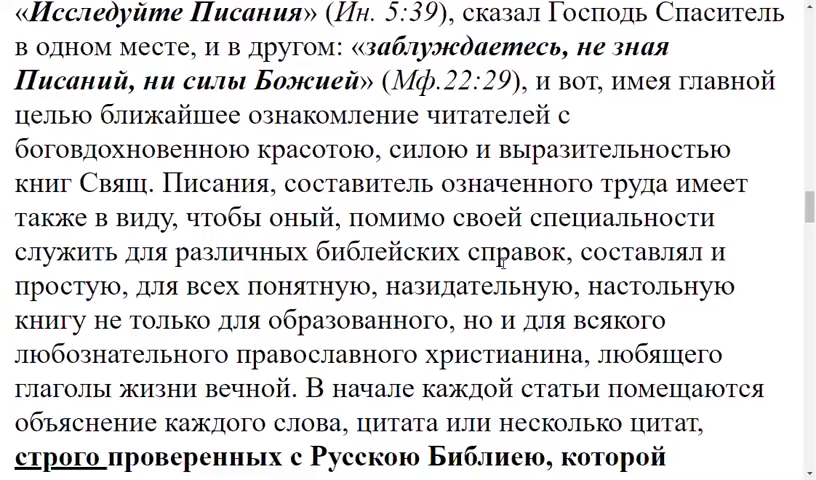 «Исследуйте Писания» (Ин. 5:39), сказал Господь Спаситель
в одном месте, и в другом: «заблуждаетесь, не зная
Писаний, ни силы Божией» (Мф.22:29), и вот, имея главной
целью ближайшее ознакомление читателей с
боговдохновенною красотою, силою и выразительностью
книг Свящ. Писания, составитель означенного труда имеет
также в виду, чтобы оный, помимо своей специальности
служить для различных библейских справок, составлял и
простую, для всех понятную, назидательную, настольную
книгу не только для образованного, но и для всякого
любознательного православного христианина, любящего
глаголы жизни вечной. В начале каждой статьи помещаются
объяснение каждого слова, цитата или несколько цитат,
строго проверенных с Русскою Библиею, которой